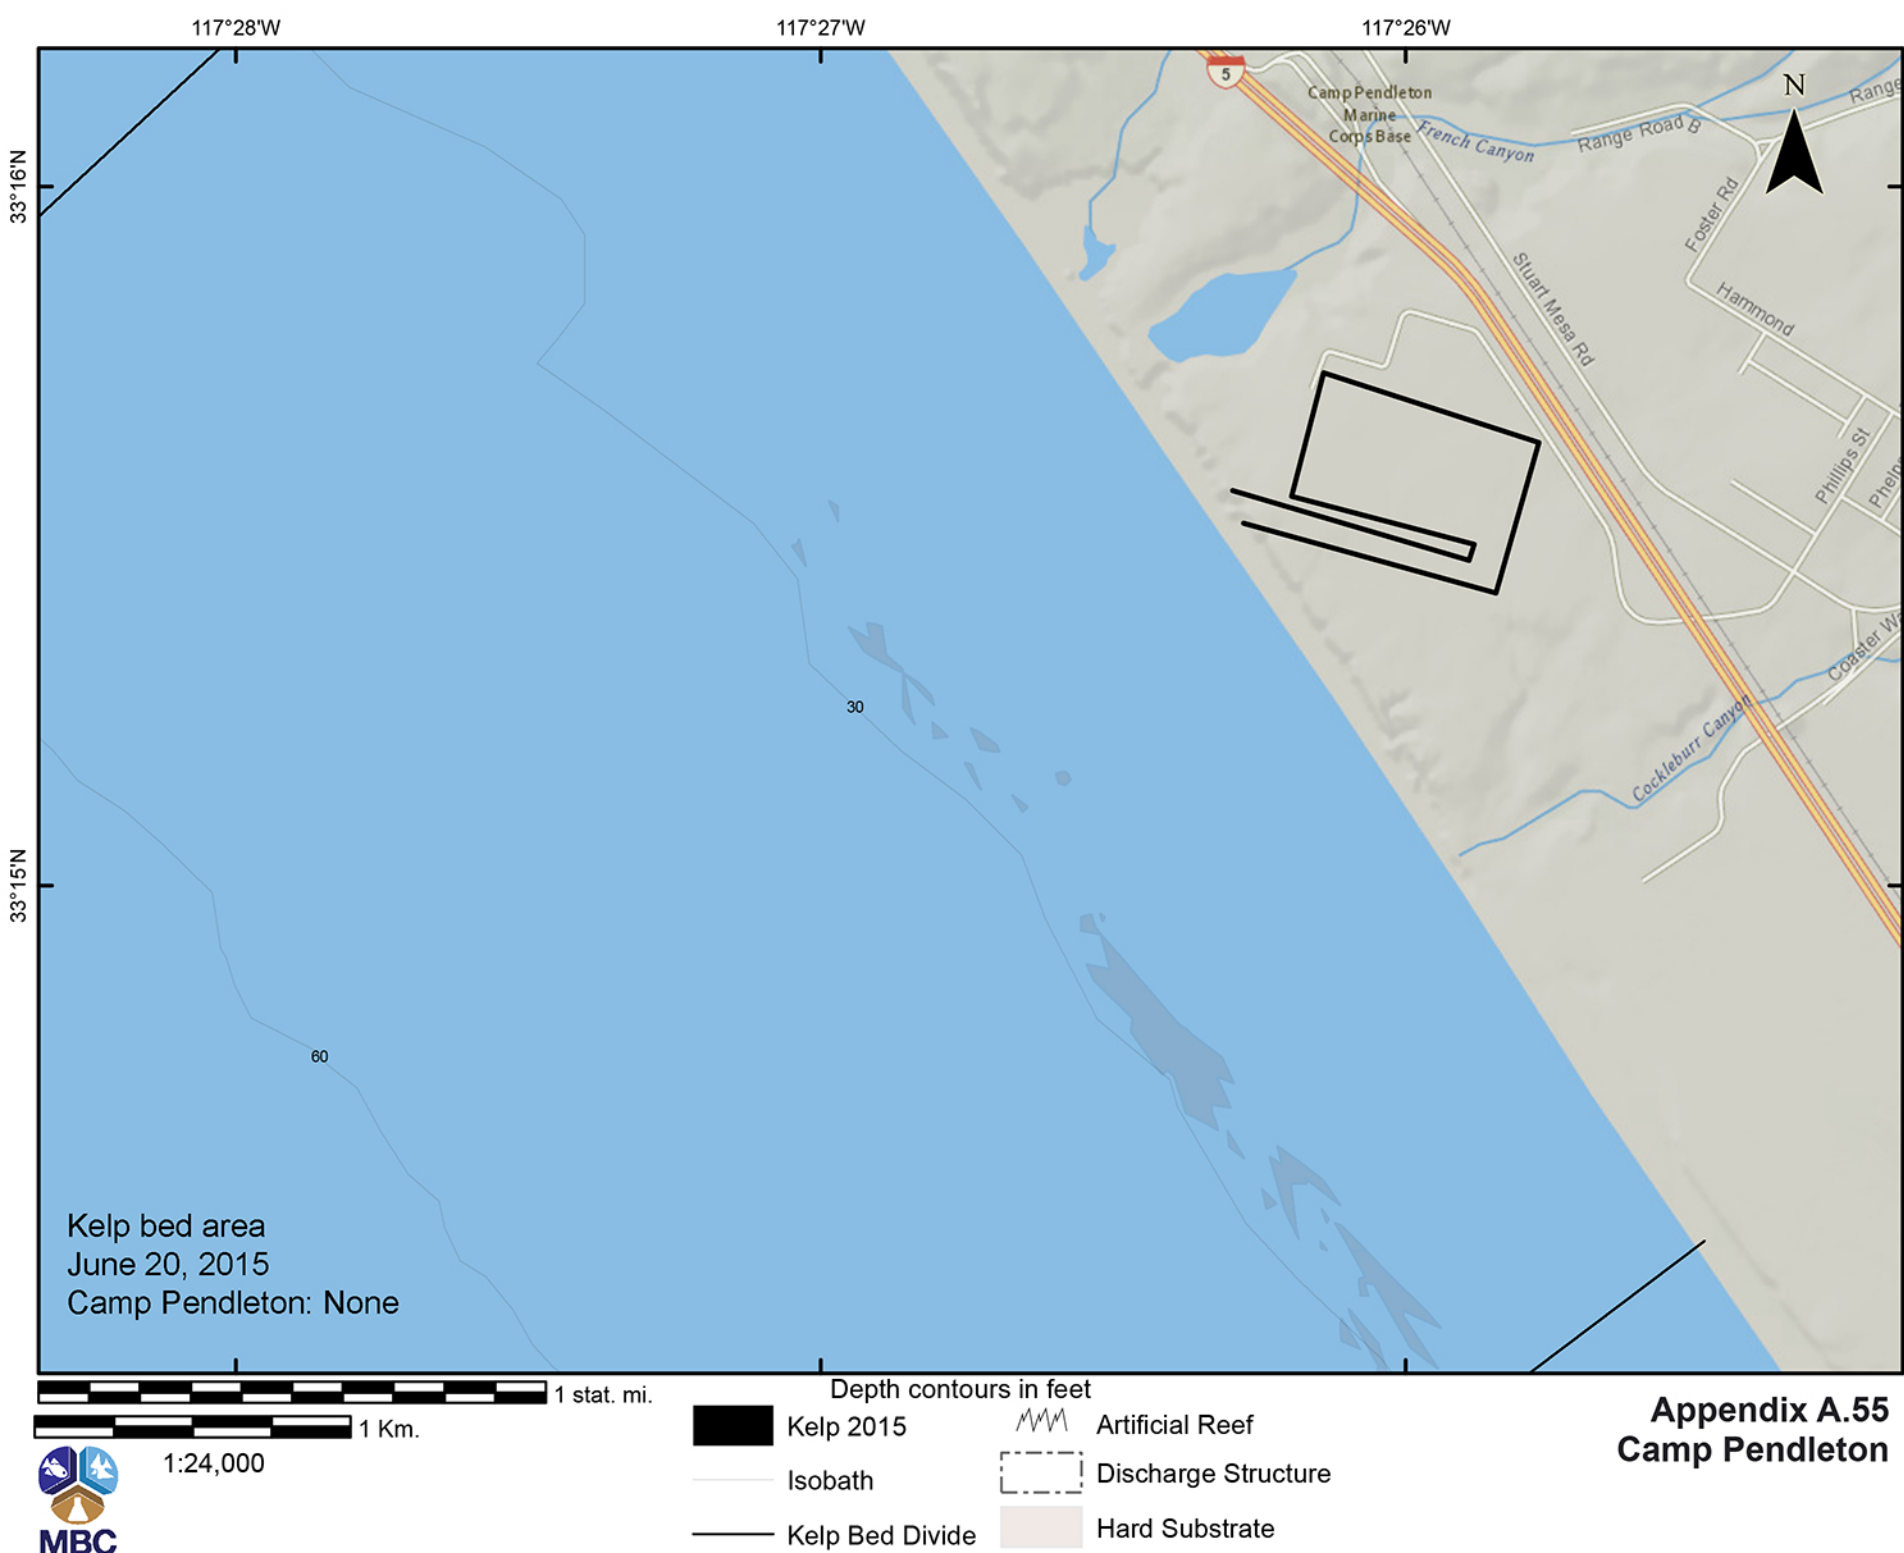 117°28'W
117°27'W
117°26'W
33°16'N
33°15'N
5
Camp Pendleton
Marine
Corps Base
French Canyon
Range Road B
Range
N
Foster Rd
Stuart Mesa Rd
Hammond
Phillips St
Phelps
Coaster Wa
Cockleburr Canyon
30
60
Kelp bed area
June 20, 2015
Camp Pendleton: None
1 stat. mi.
1 Km.
1:24,000
MBC
Depth contours in feet
Kelp 2015
Isobath
Kelp Bed Divide
Artificial Reef
Discharge Structure
Hard Substrate
Appendix A.55
Camp Pendleton